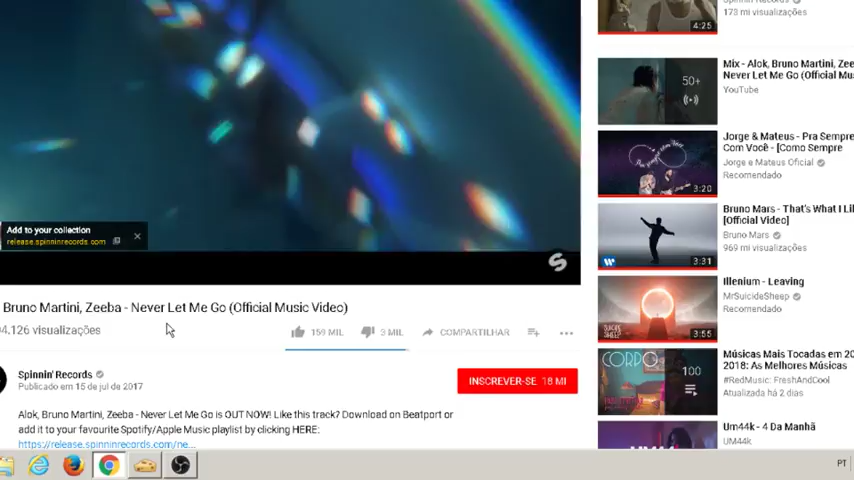 Spinnin' Records
4:25
173 mi visualizações
50+
Mix - Alok, Bruno Martini, Zee
Never Let Me Go (Official Mu
YouTube
3:20
Jorge & Mateus - Pra Sempre
Com Você - [Como Sempre
Jorge e Mateus Oficial
Recomendado
3:31
Bruno Mars - That's What I Li
[Official Video]
Bruno Mars
969 mi visualizações
3:55
Illenium - Leaving
MrSuicideSheep
Recomendado
CORPO
100
Músicas Mais Tocadas em 20
2018: As Melhores Músicas
#RedMusic: FreshAndCool
Atualizada há 2 dias
Um44k - 4 Da Manhã
UM44k
Add to your collection
release.spinninrecords.com
Bruno Martini, Zeeba - Never Let Me Go (Official Music Video)
4.126 visualizações
159 MIL
3 MIL
COMPARTILHAR
Spinnin' Records
Publicado em 15 de jul de 2017
INSCREVER-SE 18 MI
Alok, Bruno Martini, Zeeba - Never Let Me Go is OUT NOW! Like this track? Download on Beatport or
add it to your favourite Spotify/Apple Music playlist by clicking HERE:
https://release.spinninrecords.com/ne...
PT